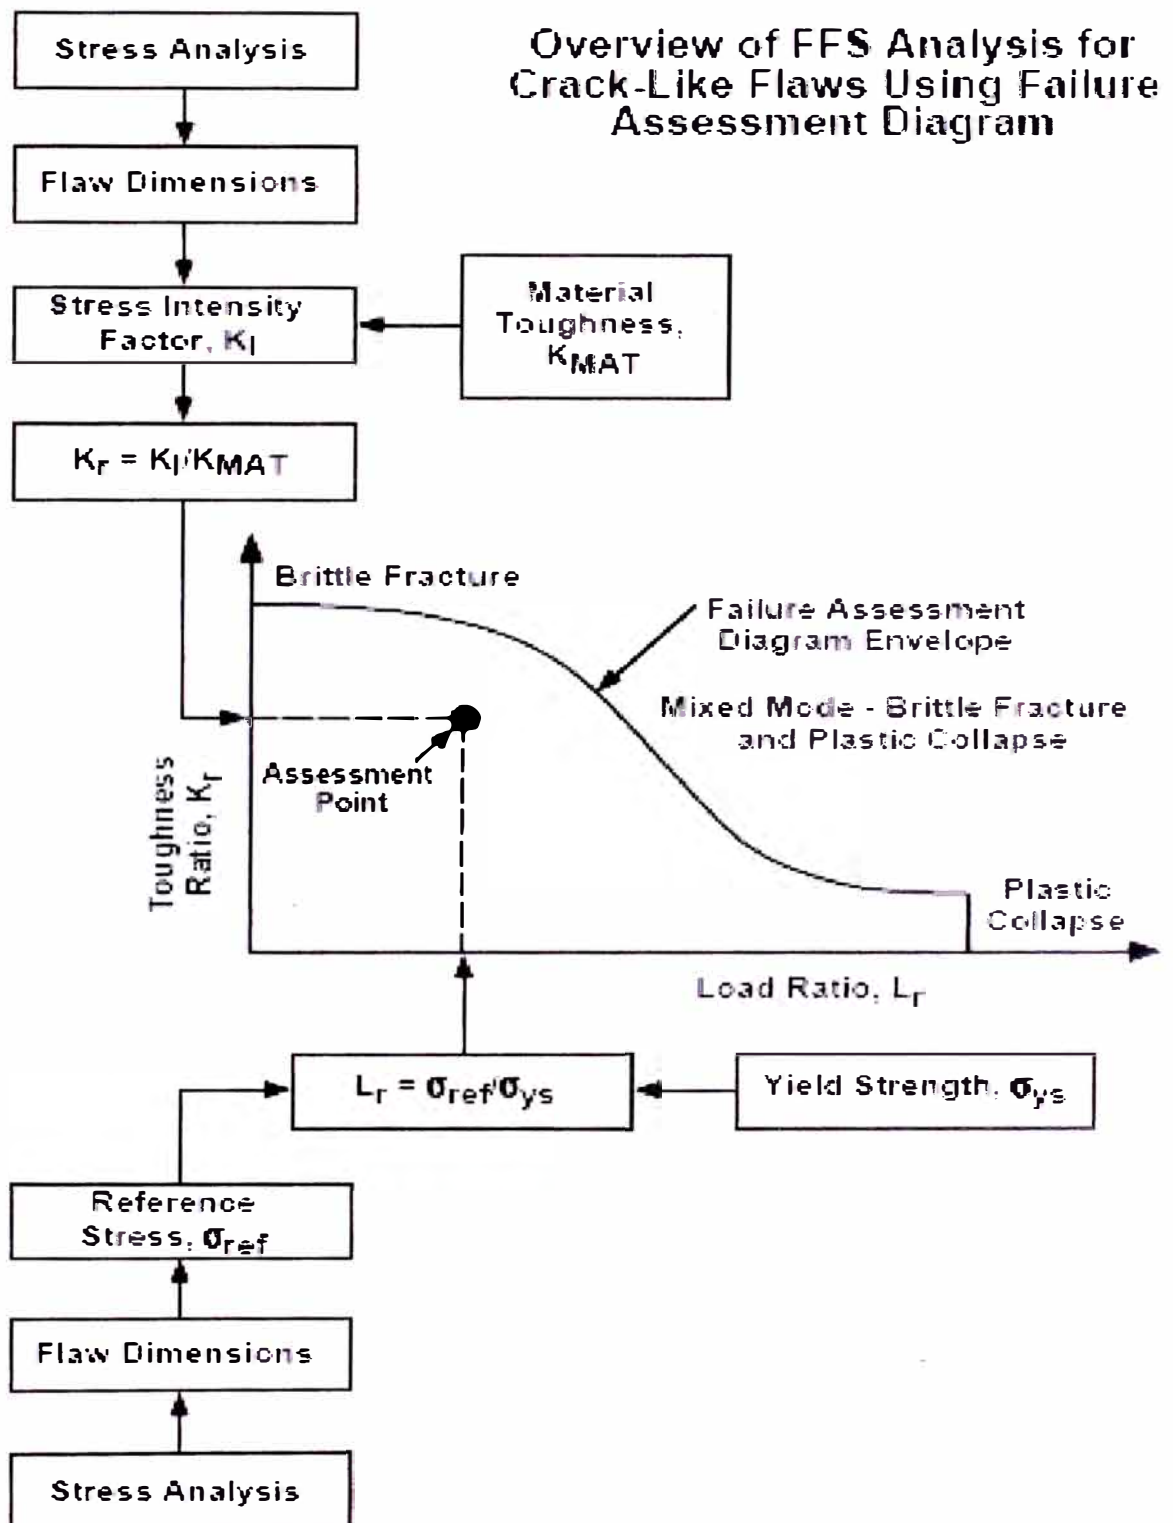 Overview of FFS Analysis for
Crack-Like Flaws Using Failure
Assessment Diagram
Stress Analysis
Flaw Dimensions
Stress Intensity
Factor, KI
Material
Toughness,
KMAT
Kr = KI/KMAT
Brittle Fracture
Failure Assessment
Diagram Envelope
Mixed Mode - Brittle Fracture
and Plastic Collapse
Assessment
Point
Toughness
Ratio, Kr
Plastic
Collapse
Load Ratio, Lr
Lr = σref/σys
Yield Strength, σys
Reference
Stress, σref
Flaw Dimensions
Stress Analysis